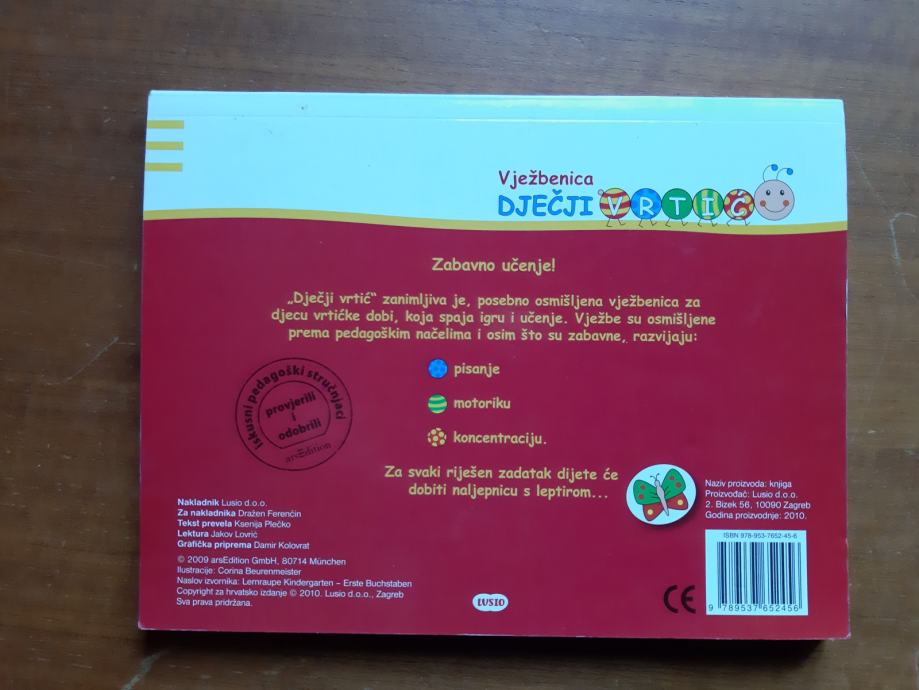 Vježbenica
DJEČJI VRTIĆ
Zabavno učenje!
„Dječji vrtić“ zanimljiva je, posebno osmišljena vježbenica za
djecu vrtićke dobi, koja spaja igru i učenje. Vježbe su osmišljene
prema pedagoškim načelima i osim što su zabavne, razvijaju:
pisanje
motoriku
koncentraciju.
Iskusni pedagoški stručnjaci
provjerili
i
odobrili
arsEdition
Za svaki riješen zadatak dijete će
dobiti naljepnicu s leptirom...
Nakladnik Lusio d.o.o.
Za nakladnika Dražen Ferenčin
Tekst prevela Ksenija Plečko
Lektura Jakov Lovrić
Grafička priprema Damir Kolovrat
© 2009 arsEdition GmbH, 80714 München
Ilustracije: Corina Beurenmeister
Naslov izvornika: Lernraupe Kindergarten – Erste Buchstaben
Copyright za hrvatsko izdanje © 2010. Lusio d.o.o., Zagreb
Sva prava pridržana.
LUSIO
Naziv proizvoda: knjiga
Proizvođač: Lusio d.o.o.
2. Bizek 56, 10090 Zagreb
Godina proizvodnje: 2010.
ISBN 978-953-7652-45-6
CE
9 789537 652456